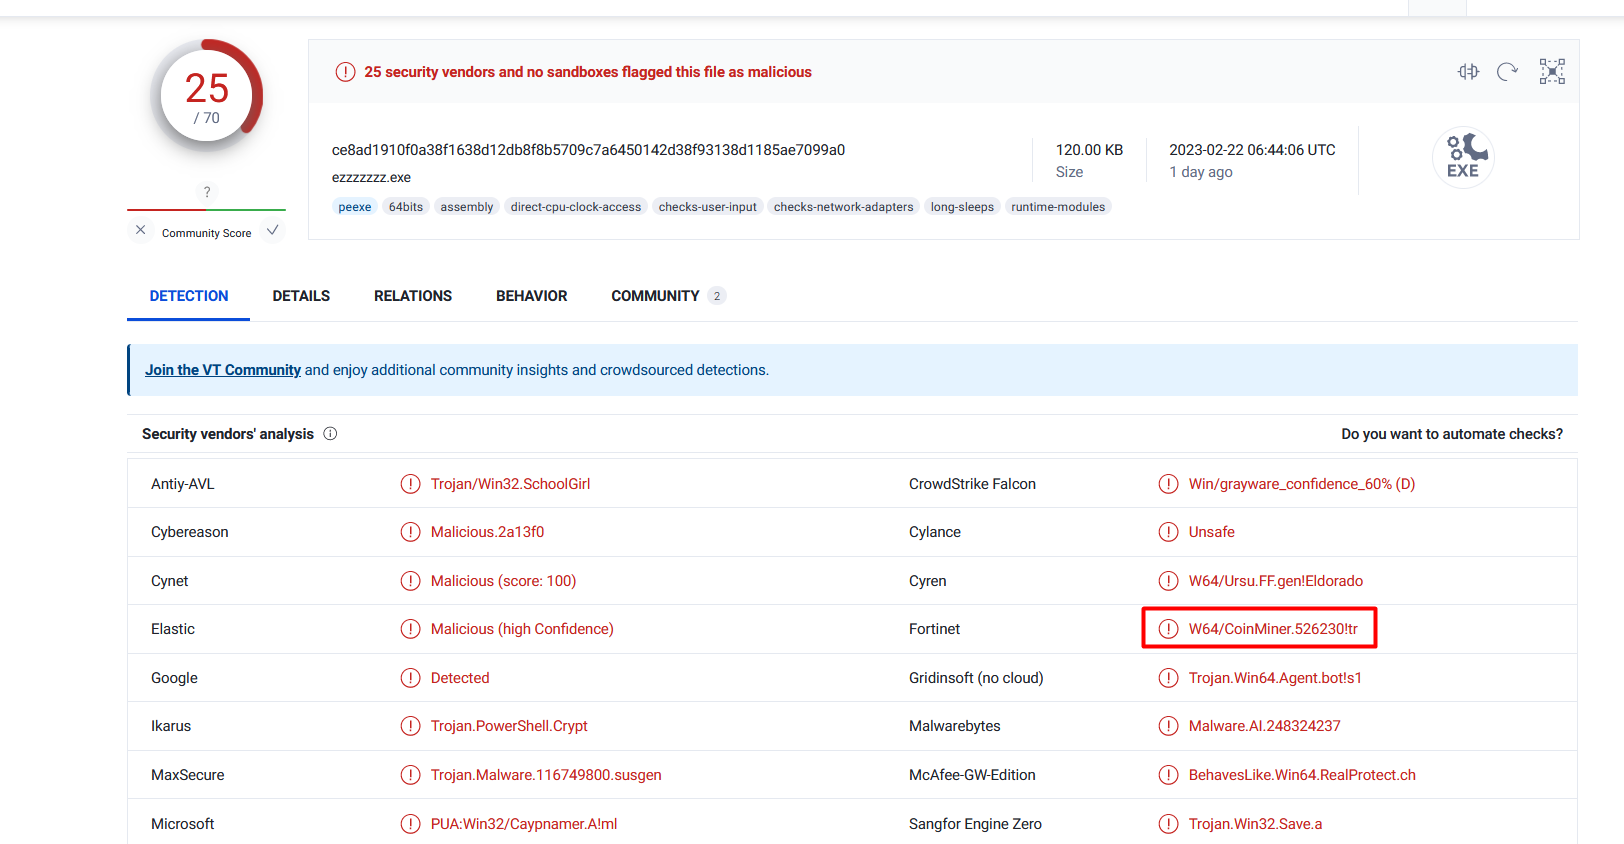 25
/ 70
?
Community Score
25 security vendors and no sandboxes flagged this file as malicious
ce8ad1910f0a38f1638d12db8f8b5709c7a6450142d38f93138d1185ae7099a0
ezzzzzzz.exe
peexe 64bits assembly direct-cpu-clock-access checks-user-input checks-network-adapters long-sleeps runtime-modules
120.00 KB
Size
2023-02-22 06:44:06 UTC
1 day ago
EXE
DETECTION DETAILS RELATIONS BEHAVIOR COMMUNITY 2
Join the VT Community and enjoy additional community insights and crowdsourced detections.
Security vendors' analysis Do you want to automate checks?
Antiy-AVL Trojan/Win32.SchoolGirl CrowdStrike Falcon Win/grayware_confidence_60% (D)
Cybereason Malicious.2a13f0 Cylance Unsafe
Cynet Malicious (score: 100) Cyren W64/Ursu.FF.gen!Eldorado
Elastic Malicious (high Confidence) Fortinet W64/CoinMiner.526230!tr
Google Detected Gridinsoft (no cloud) Trojan.Win64.Agent.bot!s1
Ikarus Trojan.PowerShell.Crypt Malwarebytes Malware.AI.248324237
MaxSecure Trojan.Malware.116749800.susgen McAfee-GW-Edition BehavesLike.Win64.RealProtect.ch
Microsoft PUA:Win32/Caypnamer.A!ml Sangfor Engine Zero Trojan.Win32.Save.a